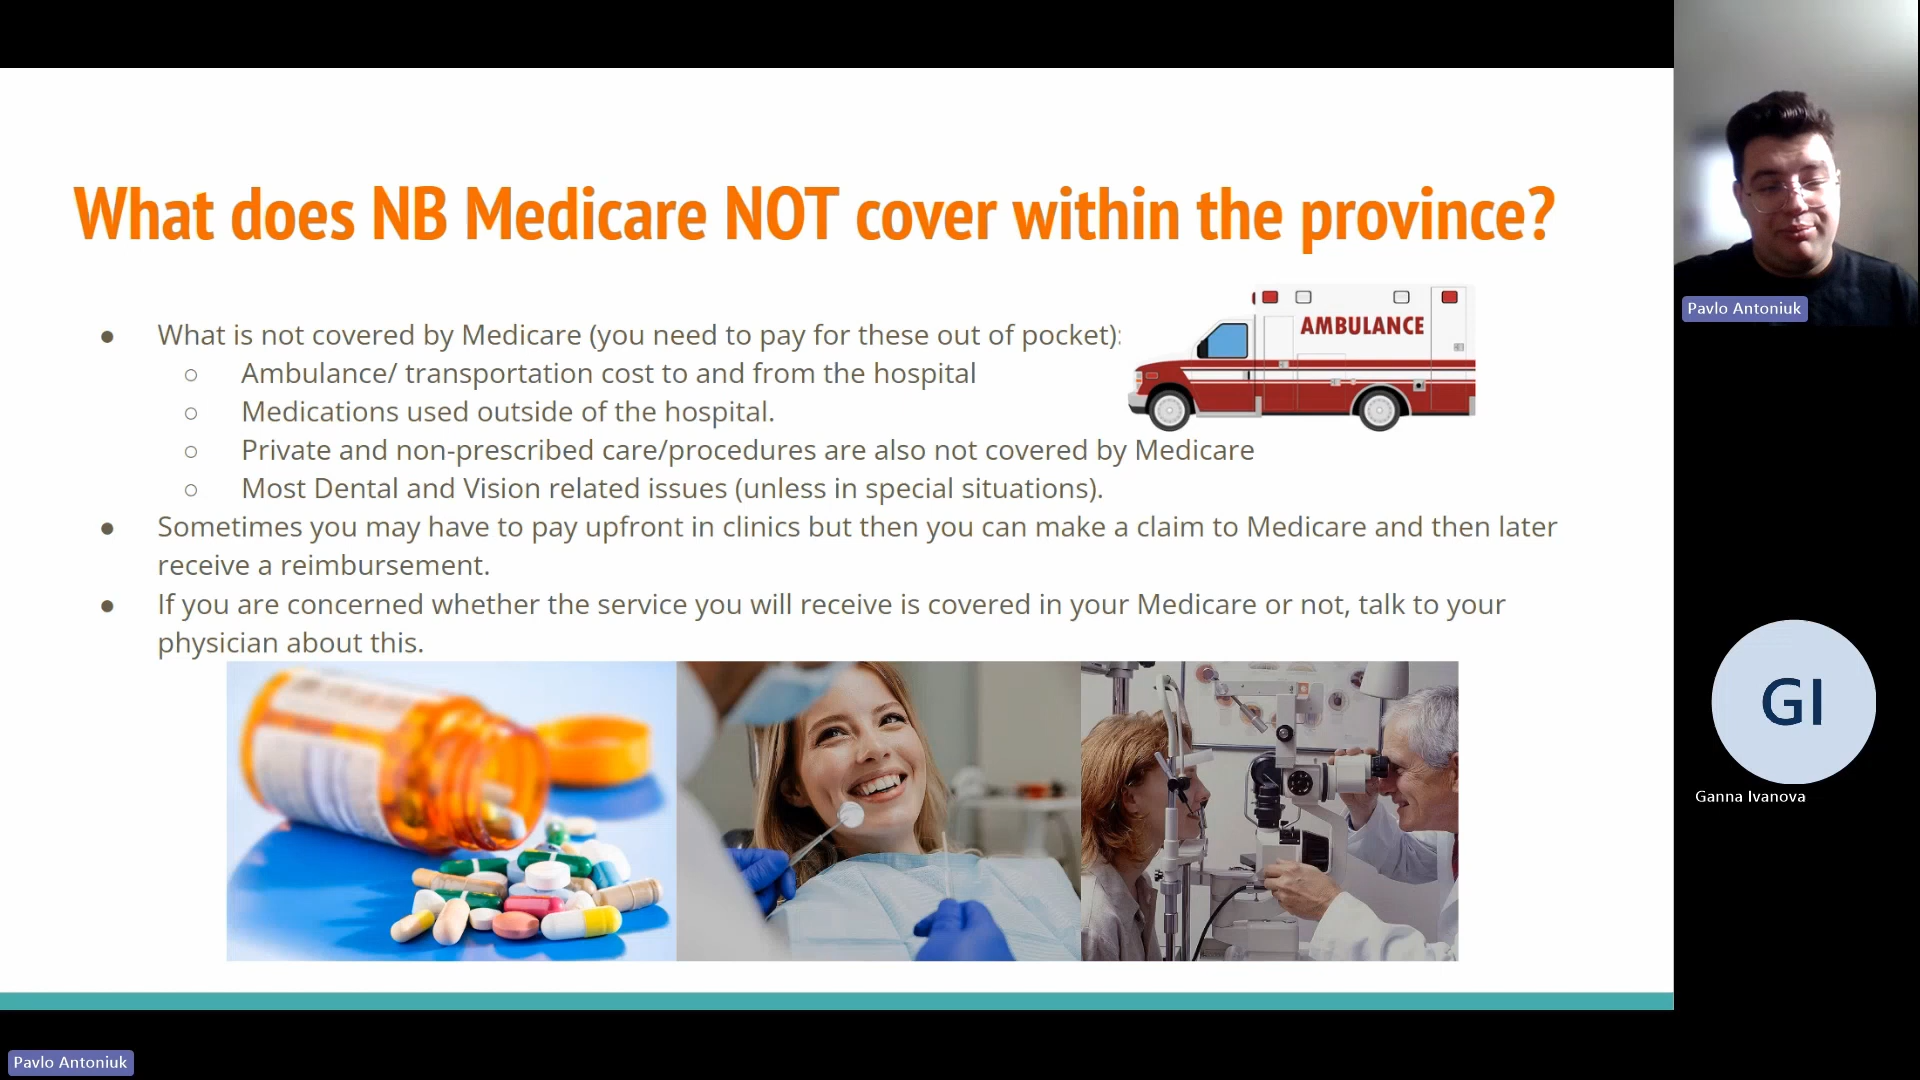 What does NB Medicare NOT cover within the province?
● What is not covered by Medicare (you need to pay for these out of pocket):
○ Ambulance/ transportation cost to and from the hospital
○ Medications used outside of the hospital.
○ Private and non-prescribed care/procedures are also not covered by Medicare
○ Most Dental and Vision related issues (unless in special situations).
● Sometimes you may have to pay upfront in clinics but then you can make a claim to Medicare and then later
receive a reimbursement.
● If you are concerned whether the service you will receive is covered in your Medicare or not, talk to your
physician about this.
AMBULANCE
Pavlo Antoniuk
GI
Ganna Ivanova
Pavlo Antoniuk